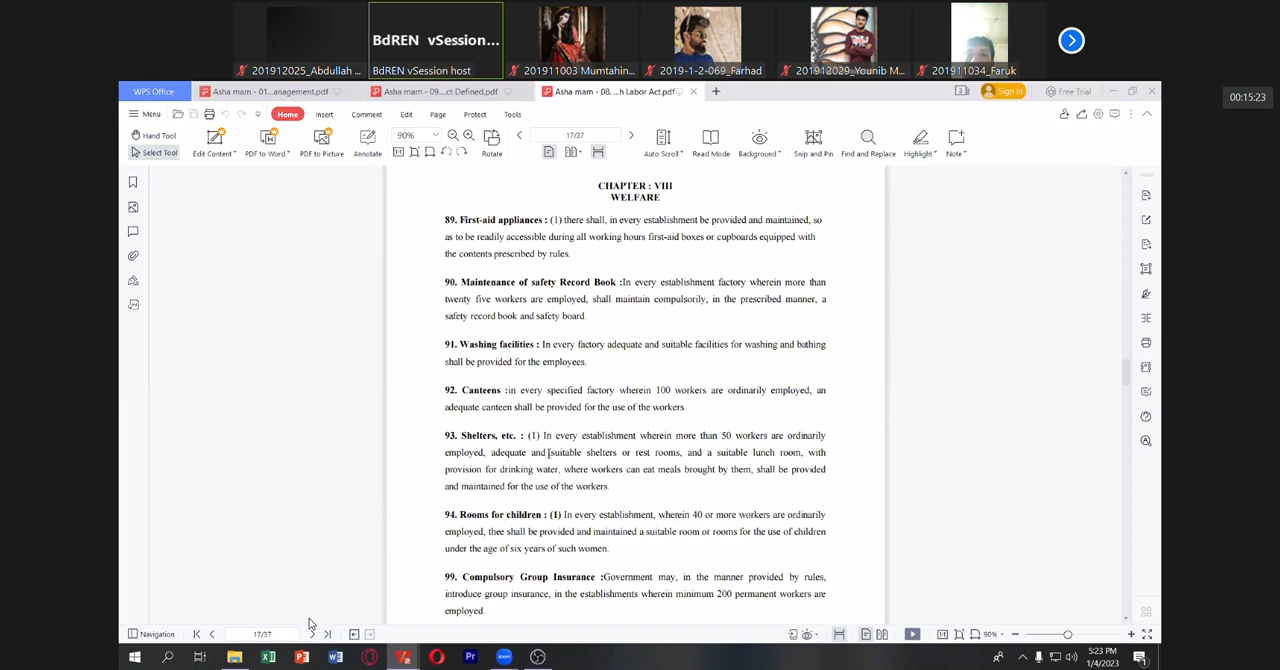 BdREN vSession...
201912025_Abdullah ...
BdREN vSession host
201911003 Mumtahin...
2019-1-2-069_Farhad
201912029_Younib M...
201911034_Faruk
00:15:23
WPS Office
Asha mam - 01...anagement.pdf
Asha mam - 09....ct Defined.pdf
Asha mam - 08. ...h Labor Act.pdf
3
Sign in
Free Trial
Menu
Home
Insert
Comment
Edit
Page
Protect
Tools
Hand Tool
Select Tool
Edit Content
PDF to Word
PDF to Picture
Annotate
90%
Rotate
17/37
Auto Scroll
Read Mode
Background
Snip and Pin
Find and Replace
Highlight
Note
CHAPTER : VIII
WELFARE
89. First-aid appliances : (1) there shall, in every establishment be provided and maintained, so
as to be readily accessible during all working hours first-aid boxes or cupboards equipped with
the contents prescribed by rules.
90. Maintenance of safety Record Book :In every establishment factory wherein more than
twenty five workers are employed, shall maintain compulsorily, in the prescribed manner, a
safety record book and safety board.
91. Washing facilities : In every factory adequate and suitable facilities for washing and bathing
shall be provided for the employees.
92. Canteens :in every specified factory wherein 100 workers are ordinarily employed, an
adequate canteen shall be provided for the use of the workers.
93. Shelters, etc. : (1) In every establishment wherein more than 50 workers are ordinarily
employed, adequate and suitable shelters or rest rooms, and a suitable lunch room, with
provision for drinking water, where workers can eat meals brought by them, shall be provided
and maintained for the use of the workers.
94. Rooms for children : (1) In every establishment, wherein 40 or more workers are ordinarily
employed, thee shall be provided and maintained a suitable room or rooms for the use of children
under the age of six years of such women.
99. Compulsory Group Insurance :Government may, in the manner provided by rules,
introduce group insurance, in the establishments wherein minimum 200 permanent workers are
employed.
Navigation
17/37
90%
5:23 PM
1/4/2023